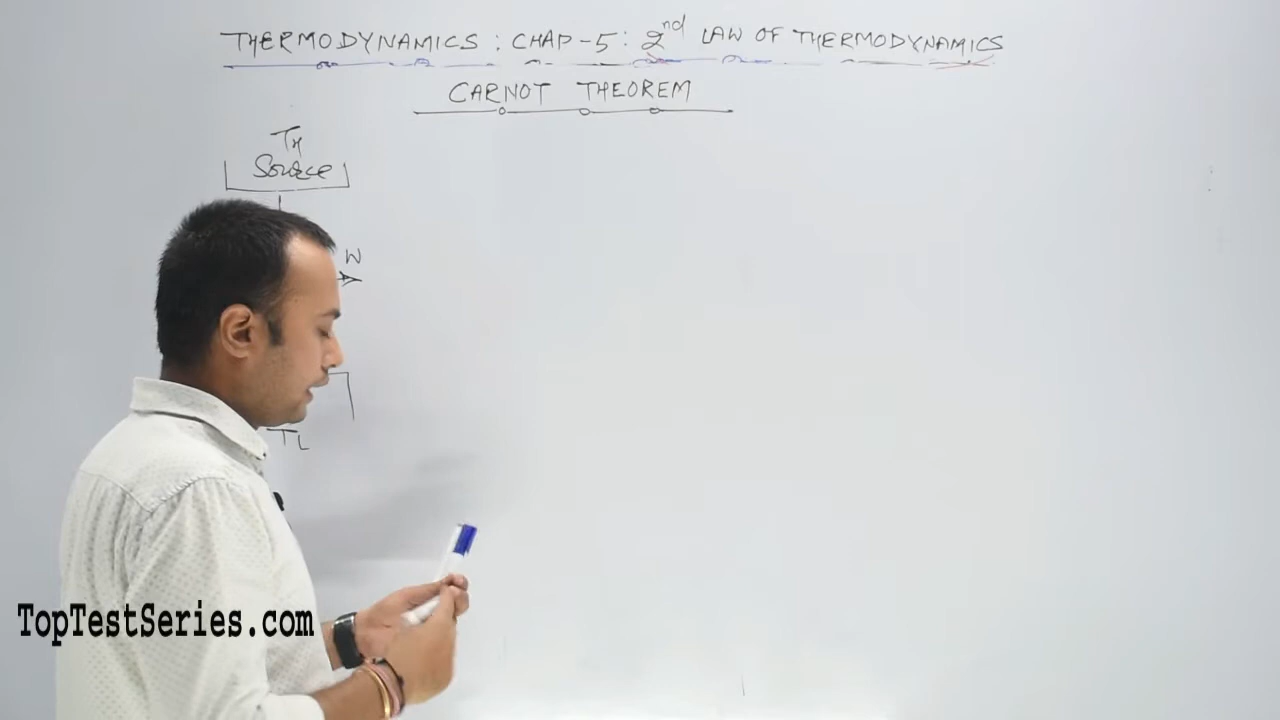 THERMODYNAMICS : CHAP-5 : 2nd LAW OF THERMODYNAMICS
CARNOT THEOREM
TH
Source
W
TL
TopTestSeries.com